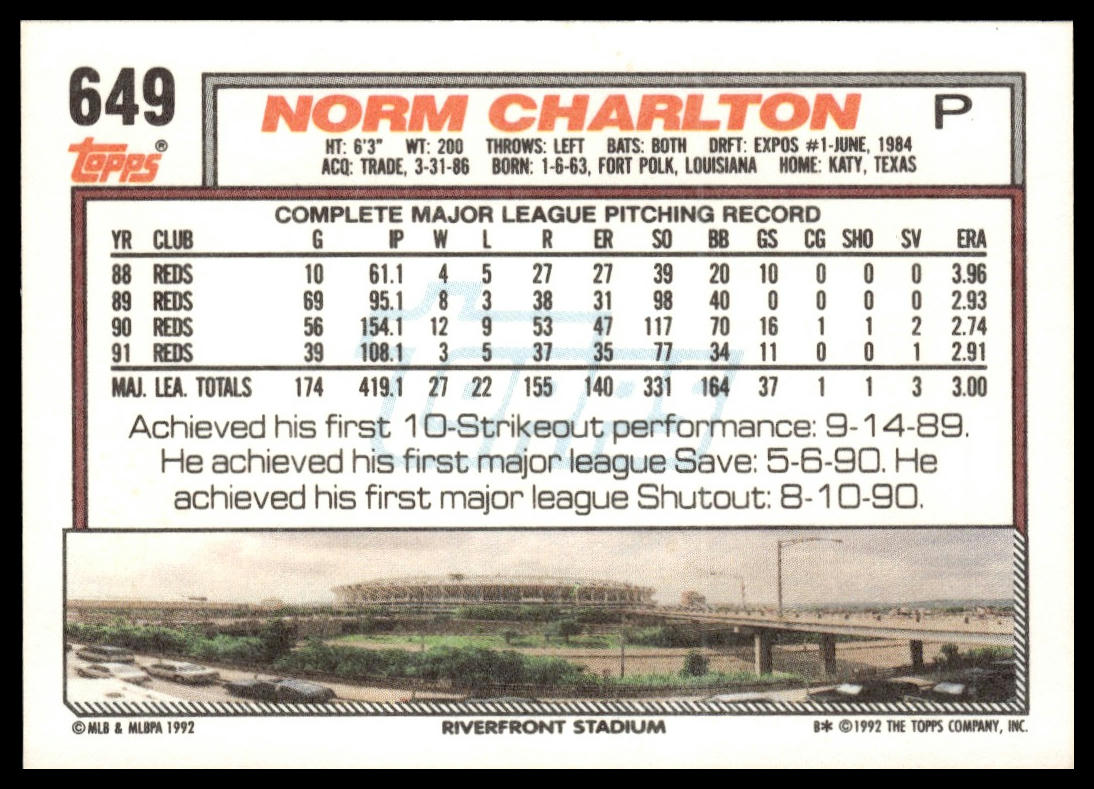 649
Topps®
NORM CHARLTON P
HT: 6'3" WT: 200 THROWS: LEFT BATS: BOTH DRFT: EXPOS #1-JUNE, 1984
ACQ: TRADE, 3-31-86 BORN: 1-6-63, FORT POLK, LOUISIANA HOME: KATY, TEXAS
COMPLETE MAJOR LEAGUE PITCHING RECORD
YR CLUB G IP W L R ER SO BB GS CG SHO SV ERA
88 REDS 10 61.1 4 5 27 27 39 20 10 0 0 0 3.96
89 REDS 69 95.1 8 3 38 31 98 40 0 0 0 0 2.93
90 REDS 56 154.1 12 9 53 47 117 70 16 1 1 2 2.74
91 REDS 39 108.1 3 5 37 35 77 34 11 0 0 1 2.91
MAJ. LEA. TOTALS 174 419.1 27 22 155 140 331 164 37 1 1 3 3.00
Achieved his first 10-Strikeout performance: 9-14-89.
He achieved his first major league Save: 5-6-90. He
achieved his first major league Shutout: 8-10-90.
© MLB & MLBPA 1992 RIVERFRONT STADIUM B* © 1992 THE TOPPS COMPANY, INC.